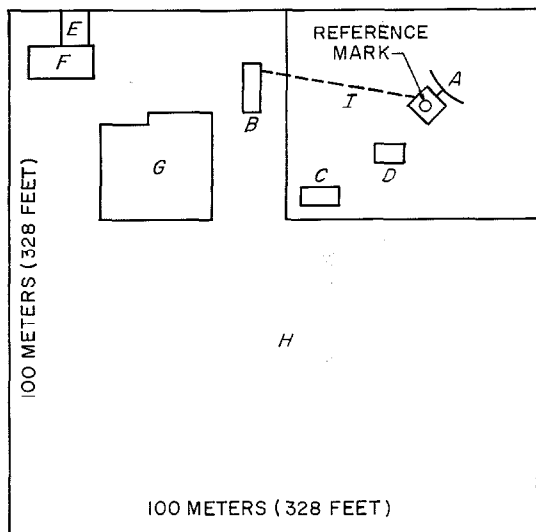 E
F
REFERENCE
MARK
A
I
B
D
C
G
100 METERS (328 FEET)
H
100 METERS (328 FEET)